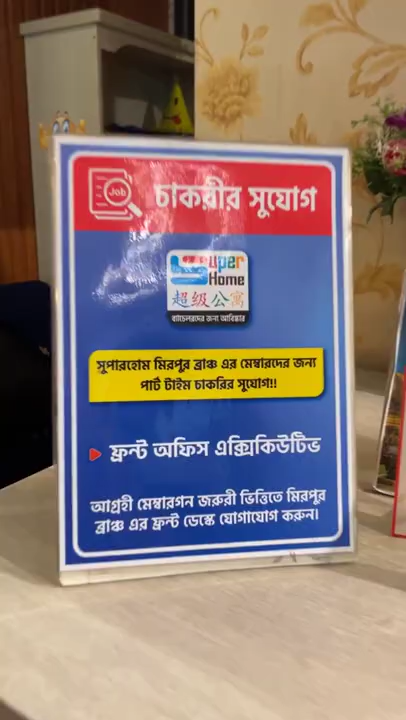 Job
চাকরীর সুযোগ
Super
Home
超级公寓
ব্যাচেলরদের জন্য আবিষ্কার
সুপারহোম মিরপুর ব্রাঞ্চ এর মেম্বারদের জন্য
পার্ট টাইম চাকরির সুযোগ!!
ফ্রন্ট অফিস এক্সিকিউটিভ
আগ্রহী মেম্বারগন জরুরী ভিত্তিতে মিরপুর
ব্রাঞ্চ এর ফ্রন্ট ডেস্কে যোগাযোগ করুন।